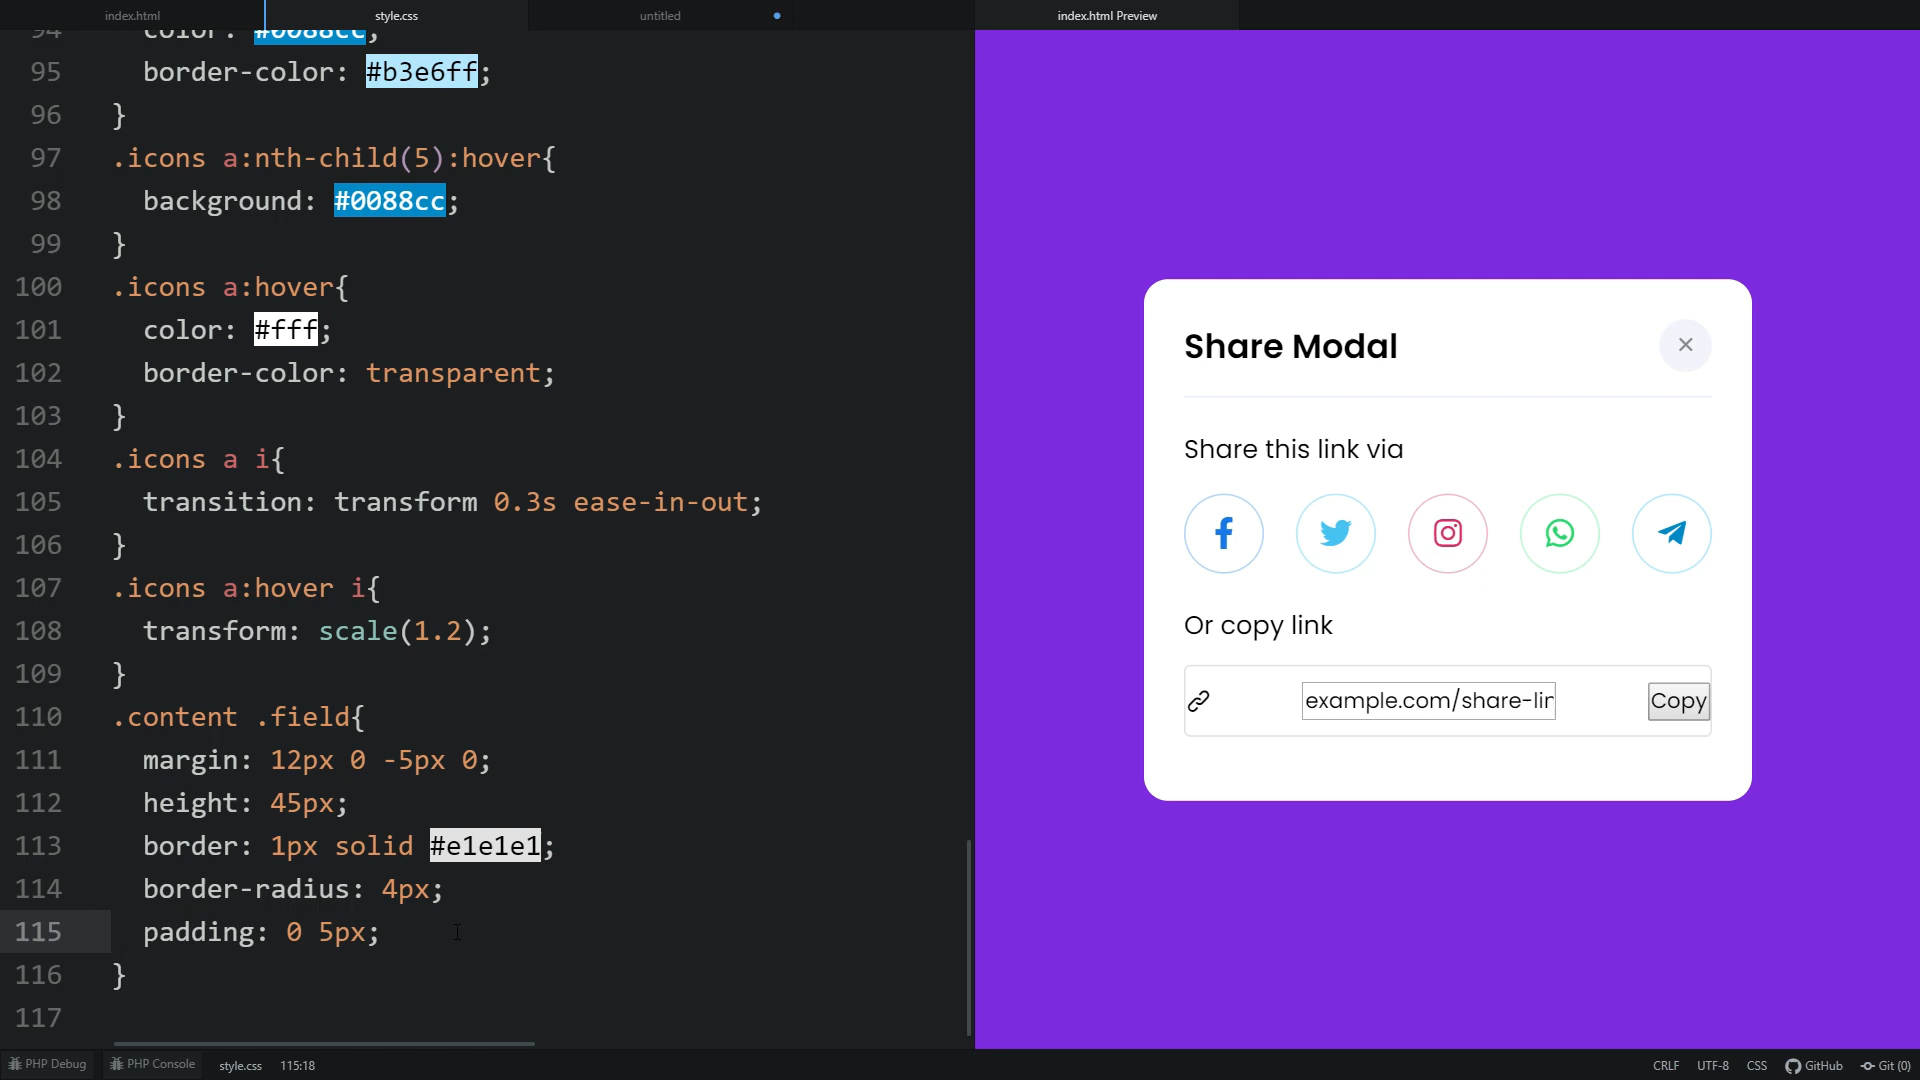 index.html
style.css
untitled
index.html Preview
94 color: #0088cc;
95 border-color: #b3e6ff;
96 }
97 .icons a:nth-child(5):hover{
98 background: #0088cc;
99 }
100 .icons a:hover{
101 color: #fff;
102 border-color: transparent;
103 }
104 .icons a i{
105 transition: transform 0.3s ease-in-out;
106 }
107 .icons a:hover i{
108 transform: scale(1.2);
109 }
110 .content .field{
111 margin: 12px 0 -5px 0;
112 height: 45px;
113 border: 1px solid #e1e1e1;
114 border-radius: 4px;
115 padding: 0 5px;
116 }
117
Share Modal
Share this link via
Or copy link
example.com/share-lin
Copy
PHP Debug
PHP Console
style.css
115:18
CRLF
UTF-8
CSS
GitHub
Git (0)